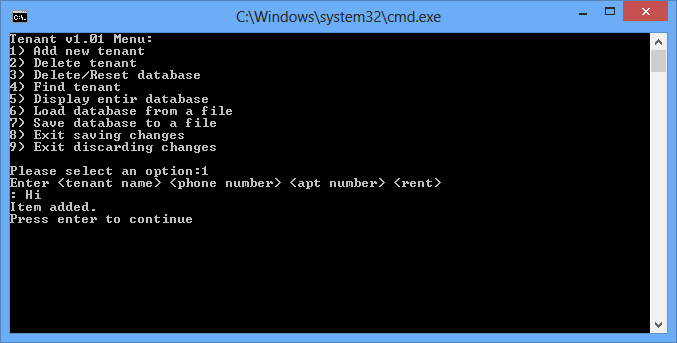 C:\Windows\system32\cmd.exe
Tenant v1.01 Menu:
1) Add new tenant
2) Delete tenant
3) Delete/Reset database
4) Find tenant
5) Display entir database
6) Load database from a file
7) Save database to a file
8) Exit saving changes
9) Exit discarding changes
Please select an option:1
Enter <tenant name> <phone number> <apt number> <rent>
: Hi
Item added.
Press enter to continue